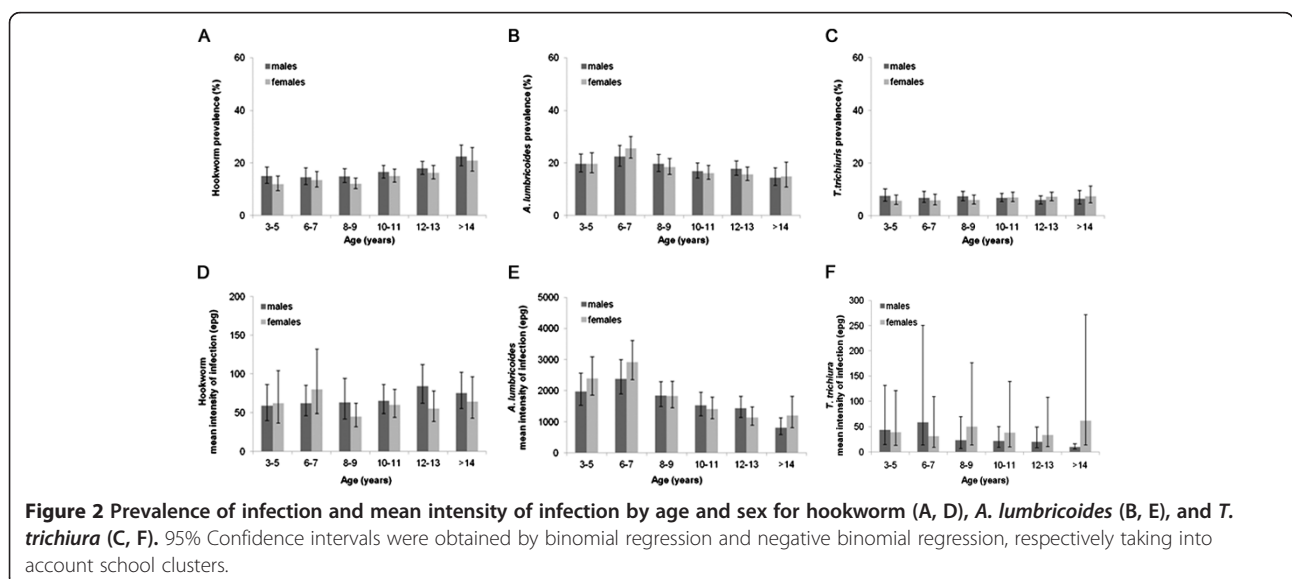 A
Hookworm prevalence (%)
60
40
20
0
males
females
3-5 6-7 8-9 10-11 12-13 >14
Age (years)
B
A. lumbricoides prevalence (%)
60
40
20
0
males
females
3-5 6-7 8-9 10-11 12-13 >14
Age (years)
C
T.trichiuris prevalence (%)
60
40
20
0
males
females
3-5 6-7 8-9 10-11 12-13 >14
Age (years)
D
Hookworm
mean intensity of infection (epg)
200
150
100
50
0
males
females
3-5 6-7 8-9 10-11 12-13 >14
Age (years)
E
A. lumbricoides
mean intensity of infection (epg)
5000
4000
3000
2000
1000
0
males
females
3-5 6-7 8-9 10-11 12-13 >14
Age (years)
F
T. trichiura
mean intensity of infection (epg)
300
250
200
150
100
50
0
males
females
3-5 6-7 8-9 10-11 12-13 >14
Age (years)
Figure 2 Prevalence of infection and mean intensity of infection by age and sex for hookworm (A, D), A. lumbricoides (B, E), and T.
trichiura (C, F). 95% Confidence intervals were obtained by binomial regression and negative binomial regression, respectively taking into
account school clusters.